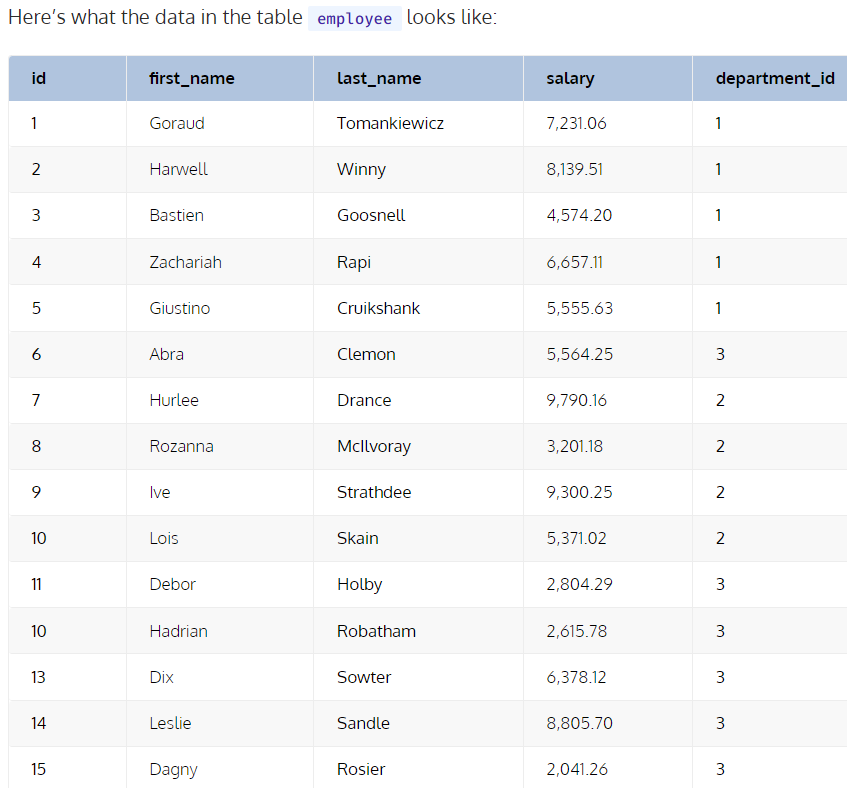 Here’s what the data in the table employee looks like:
id first_name last_name salary department_id
1 Goraud Tomankiewicz 7,231.06 1
2 Harwell Winny 8,139.51 1
3 Bastien Goosnell 4,574.20 1
4 Zachariah Rapi 6,657.11 1
5 Giustino Cruikshank 5,555.63 1
6 Abra Clemon 5,564.25 3
7 Hurlee Drance 9,790.16 2
8 Rozanna McIlvoray 3,201.18 2
9 Ive Strathdee 9,300.25 2
10 Lois Skain 5,371.02 2
11 Debor Holby 2,804.29 3
10 Hadrian Robatham 2,615.78 3
13 Dix Sowter 6,378.12 3
14 Leslie Sandle 8,805.70 3
15 Dagny Rosier 2,041.26 3